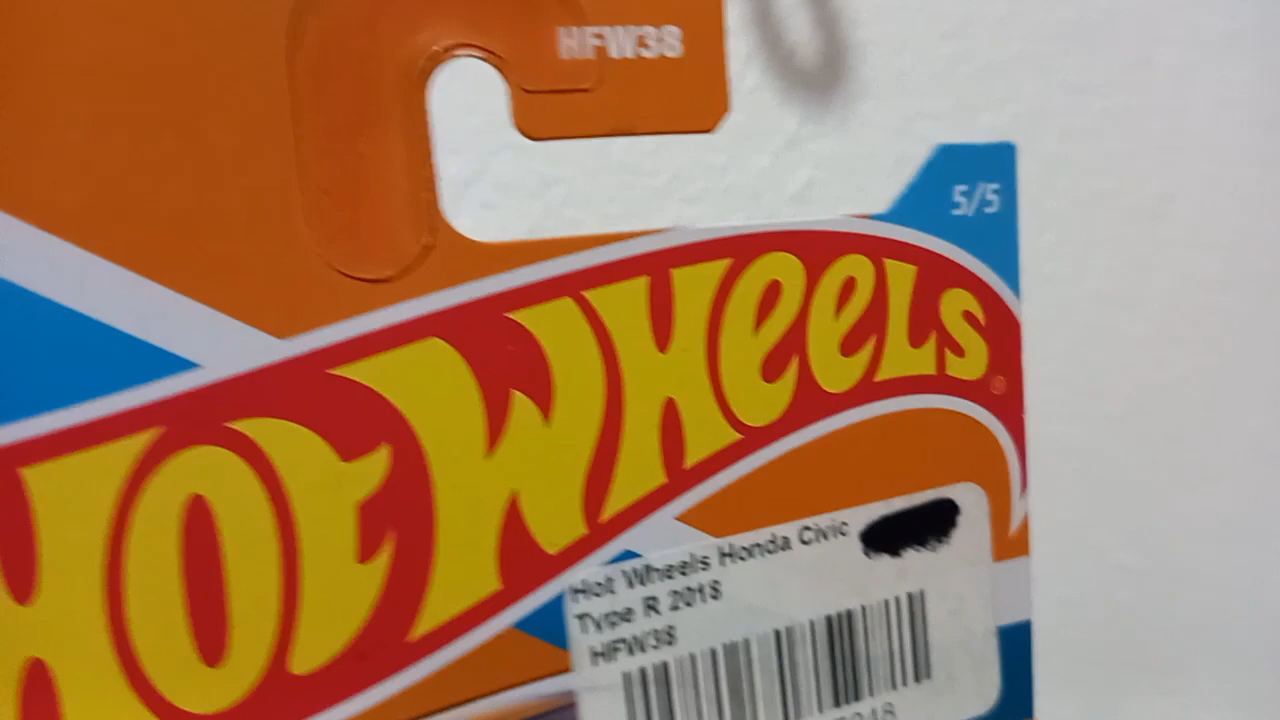 HFW38
5/5
HOT WHEELS®
Hot Wheels Honda Civic
Type R 2018
HFW38